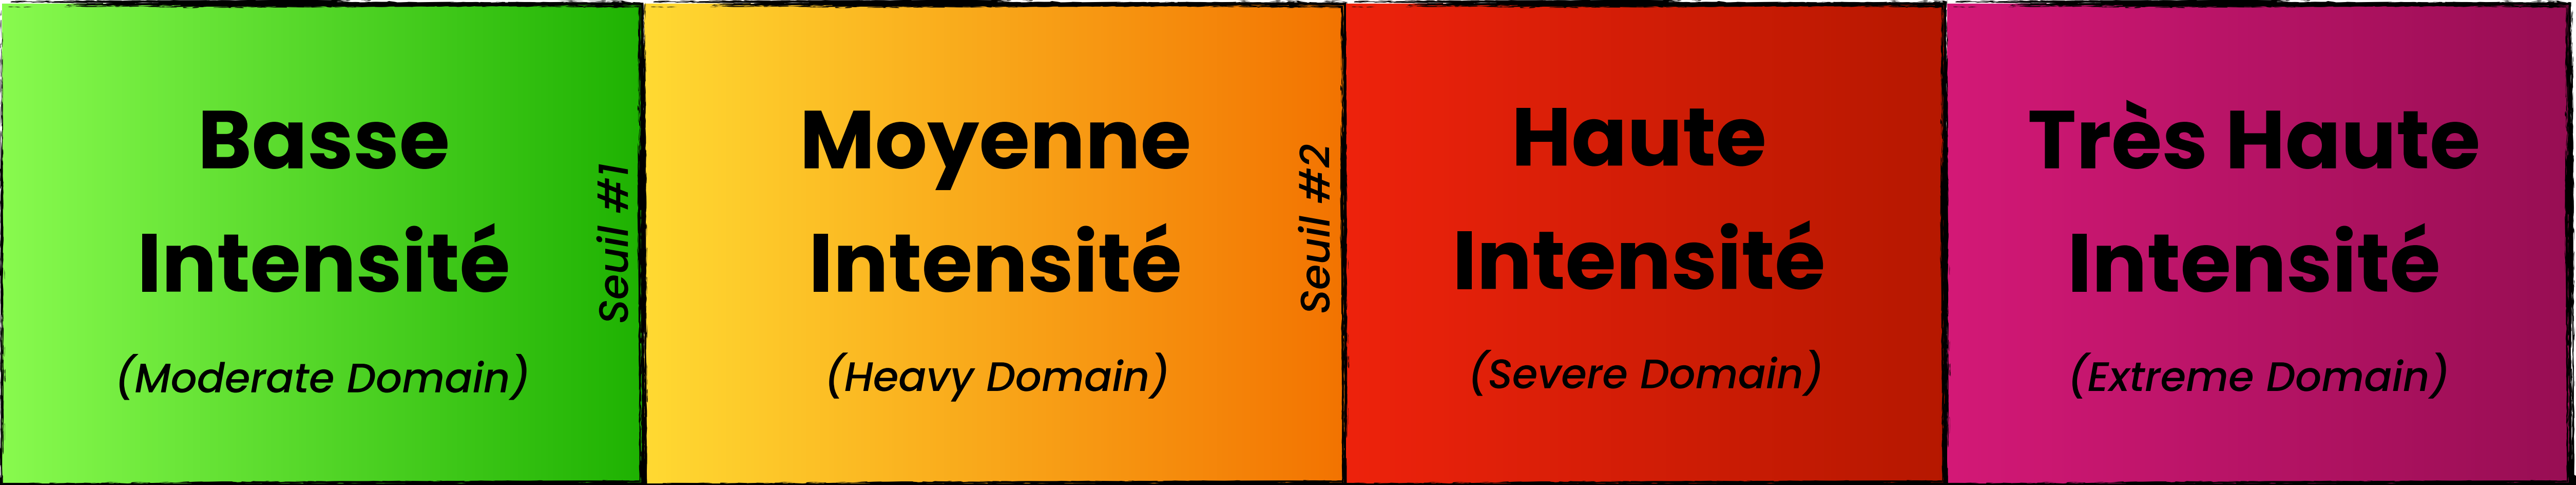 Basse
Intensité
(Moderate Domain)
Seuil #1
Moyenne
Intensité
(Heavy Domain)
Seuil #2
Haute
Intensité
(Severe Domain)
Très Haute
Intensité
(Extreme Domain)